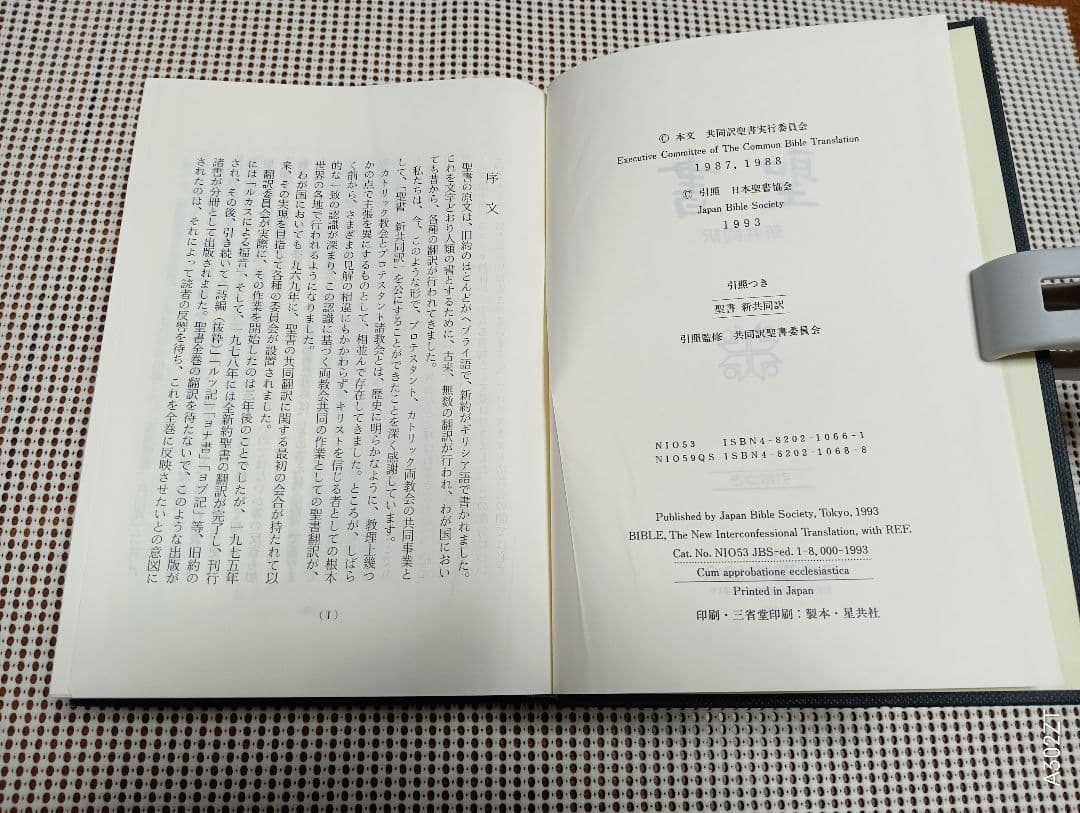 © 本文 共同訳聖書実行委員会
Executive Committee of The Common Bible Translation
1987, 1988
© 引照 日本聖書協会
Japan Bible Society
1993
引照つき
聖書 新共同訳
引照監修 共同訳聖書委員会
NI053 ISBN4-8202-1066-1
NI059QS ISBN4-8202-1068-8
Published by Japan Bible Society, Tokyo, 1993
BIBLE, The New Interconfessional Translation, with REF.
Cat. No. NI053 JBS-ed. 1-8, 000-1993
Cum approbatione ecclesiastica
Printed in Japan
印刷・三省堂印刷：製本・星共社
序文
聖書の原文は、旧約のほとんどがヘブライ語で、新約がギリシア語で書かれました。
これを文字どおり人類の書とするために、古来、無数の翻訳が行われ、わが国におい
ても昔から、各種の翻訳が行われてきました。
私たちは、今、このような形で、プロテスタント、カトリック両教会の共同事業と
して、「聖書 新共同訳」を公にすることができたことを深く感謝しています。
カトリック教会とプロテスタント諸教会とは、歴史に明らかなように、教理上幾つ
かの点で主張を異にするものとして、相並んで存在してきました。ところが、しばら
く前から、さまざまの見解の相違にもかかわらず、キリストを信じる者としての根本
的な一致の認識が深まり、この認識に基づく両教会共同の作業としての聖書翻訳が、
世界の各地で行われるようになりました。
わが国においても一九六九年に、聖書の共同翻訳に関する最初の会合が持たれて以
来、その実現を目指して各種の委員会が設置されました。
翻訳委員会が実際に、その作業を開始したのは三年後のことでしたが、一九七五年
には「ルカスによる福音」、そして、一九七八年には全新約聖書の翻訳が完了し、刊行
され、その後、引き続いて「詩編（抜粋）」「ルツ記」「ヨナ書」「ヨブ記」等、旧約の
諸書が分冊として出版されました。聖書全巻の翻訳を待たないで、このような出版が
されたのは、それによって読者の反響を待ち、これを全巻に反映させたいとの意図に
(1)
A302ZT